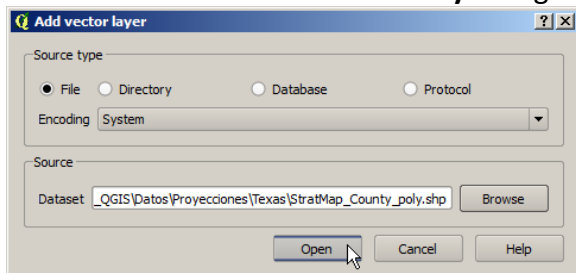 Add vector layer
Source type
File Directory Database Protocol
Encoding System
Source
Dataset _QGIS\Datos\Proyecciones\Texas\StratMap_County_poly.shp Browse
Open Cancel Help